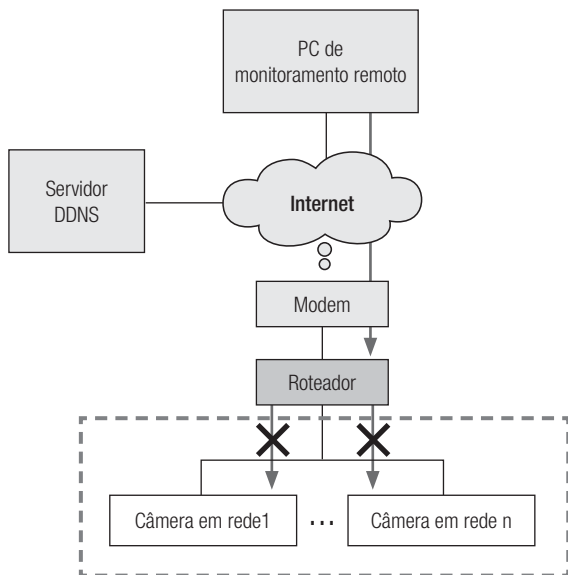 PC de
monitoramento remoto
Servidor
DDNS
Internet
Modem
Roteador
Câmera em rede1
...
Câmera em rede n